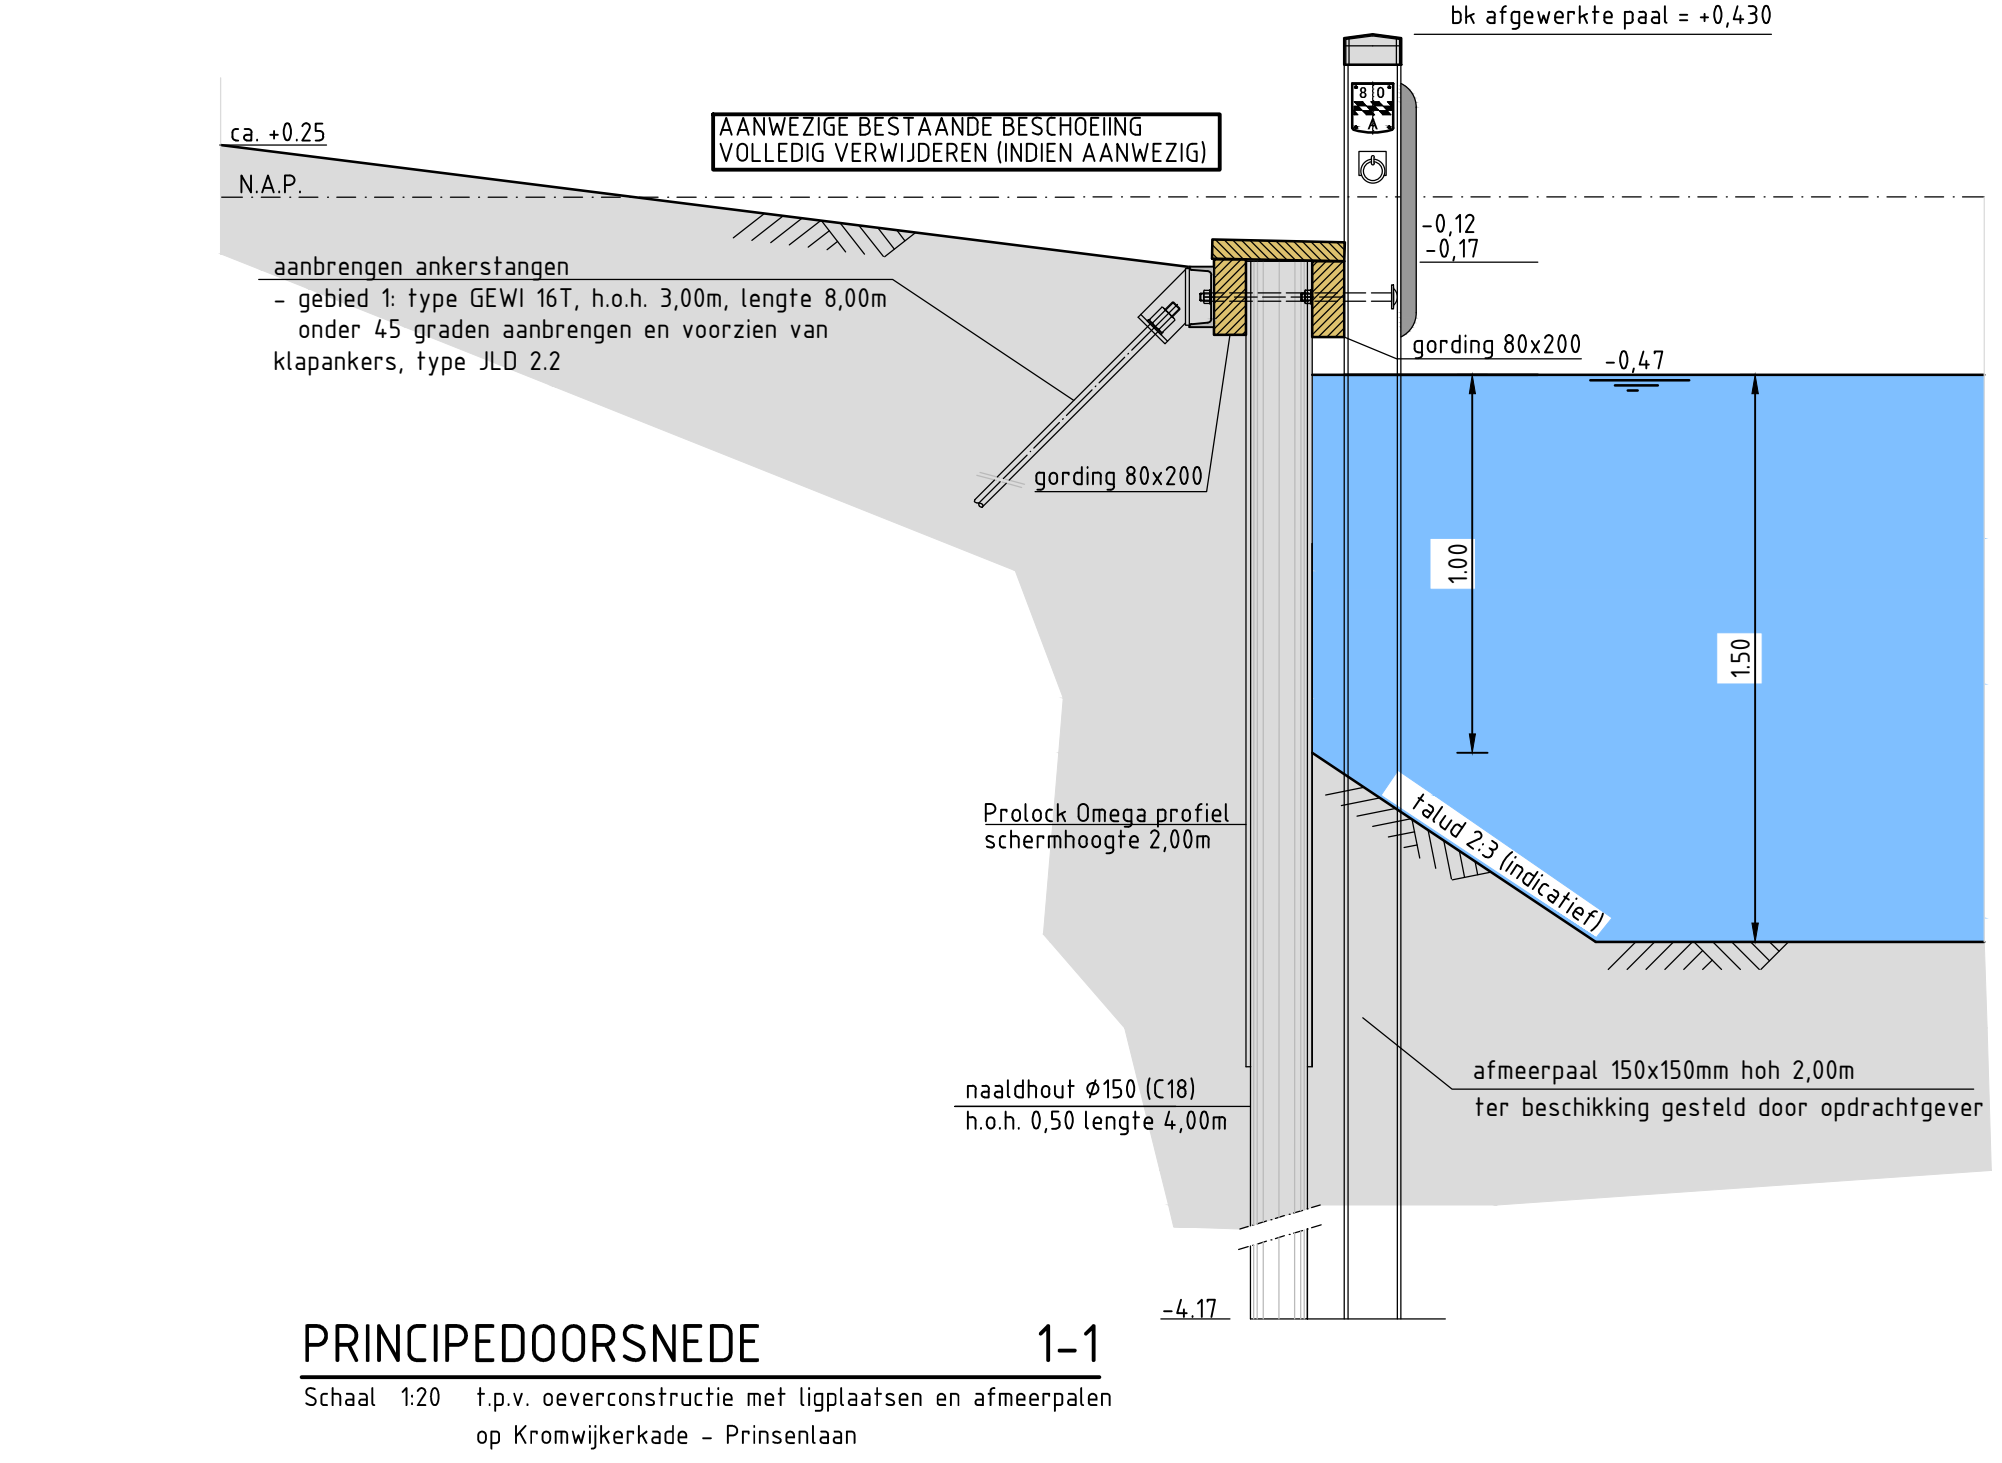 bk afgewerkte paal = +0,430
8 0
A
AANWEZIGE BESTAANDE BESCHOEIING
VOLLEDIG VERWIJDEREN (INDIEN AANWEZIG)
ca. +0.25
N.A.P.
-0,12
-0,17
aanbrengen ankerstangen
- gebied 1: type GEWI 16T, h.o.h. 3,00m, lengte 8,00m
onder 45 graden aanbrengen en voorzien van
klapankers, type JLD 2.2
gording 80x200
-0,47
gording 80x200
1.00
1.50
Prolock Omega profiel
schermhoogte 2,00m
talud 2:3 (indicatief)
afmeerpaal 150x150mm hoh 2,00m
ter beschikking gesteld door opdrachtgever
naaldhout Ø150 (C18)
h.o.h. 0,50 lengte 4,00m
-4.17
PRINCIPEDOORSNEDE 1-1
Schaal 1:20 t.p.v. oeverconstructie met ligplaatsen en afmeerpalen
op Kromwijkerkade - Prinsenlaan